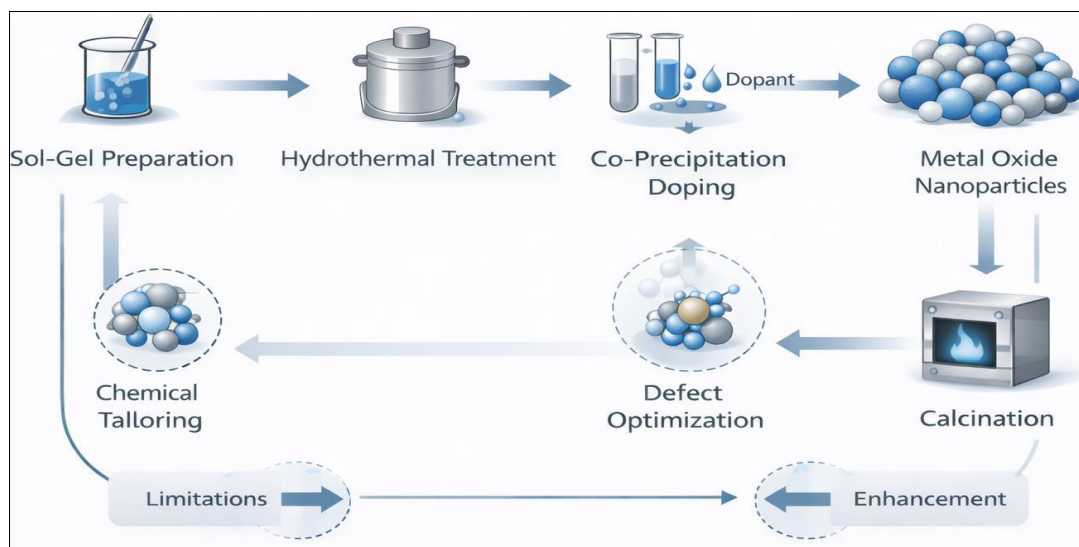 Dopant
Sol-Gel Preparation
Hydrothermal Treatment
Co-Precipitation
Doping
Metal Oxide
Nanoparticles
Chemical
Talloring
Defect
Optimization
Calcination
Limitations
Enhancement